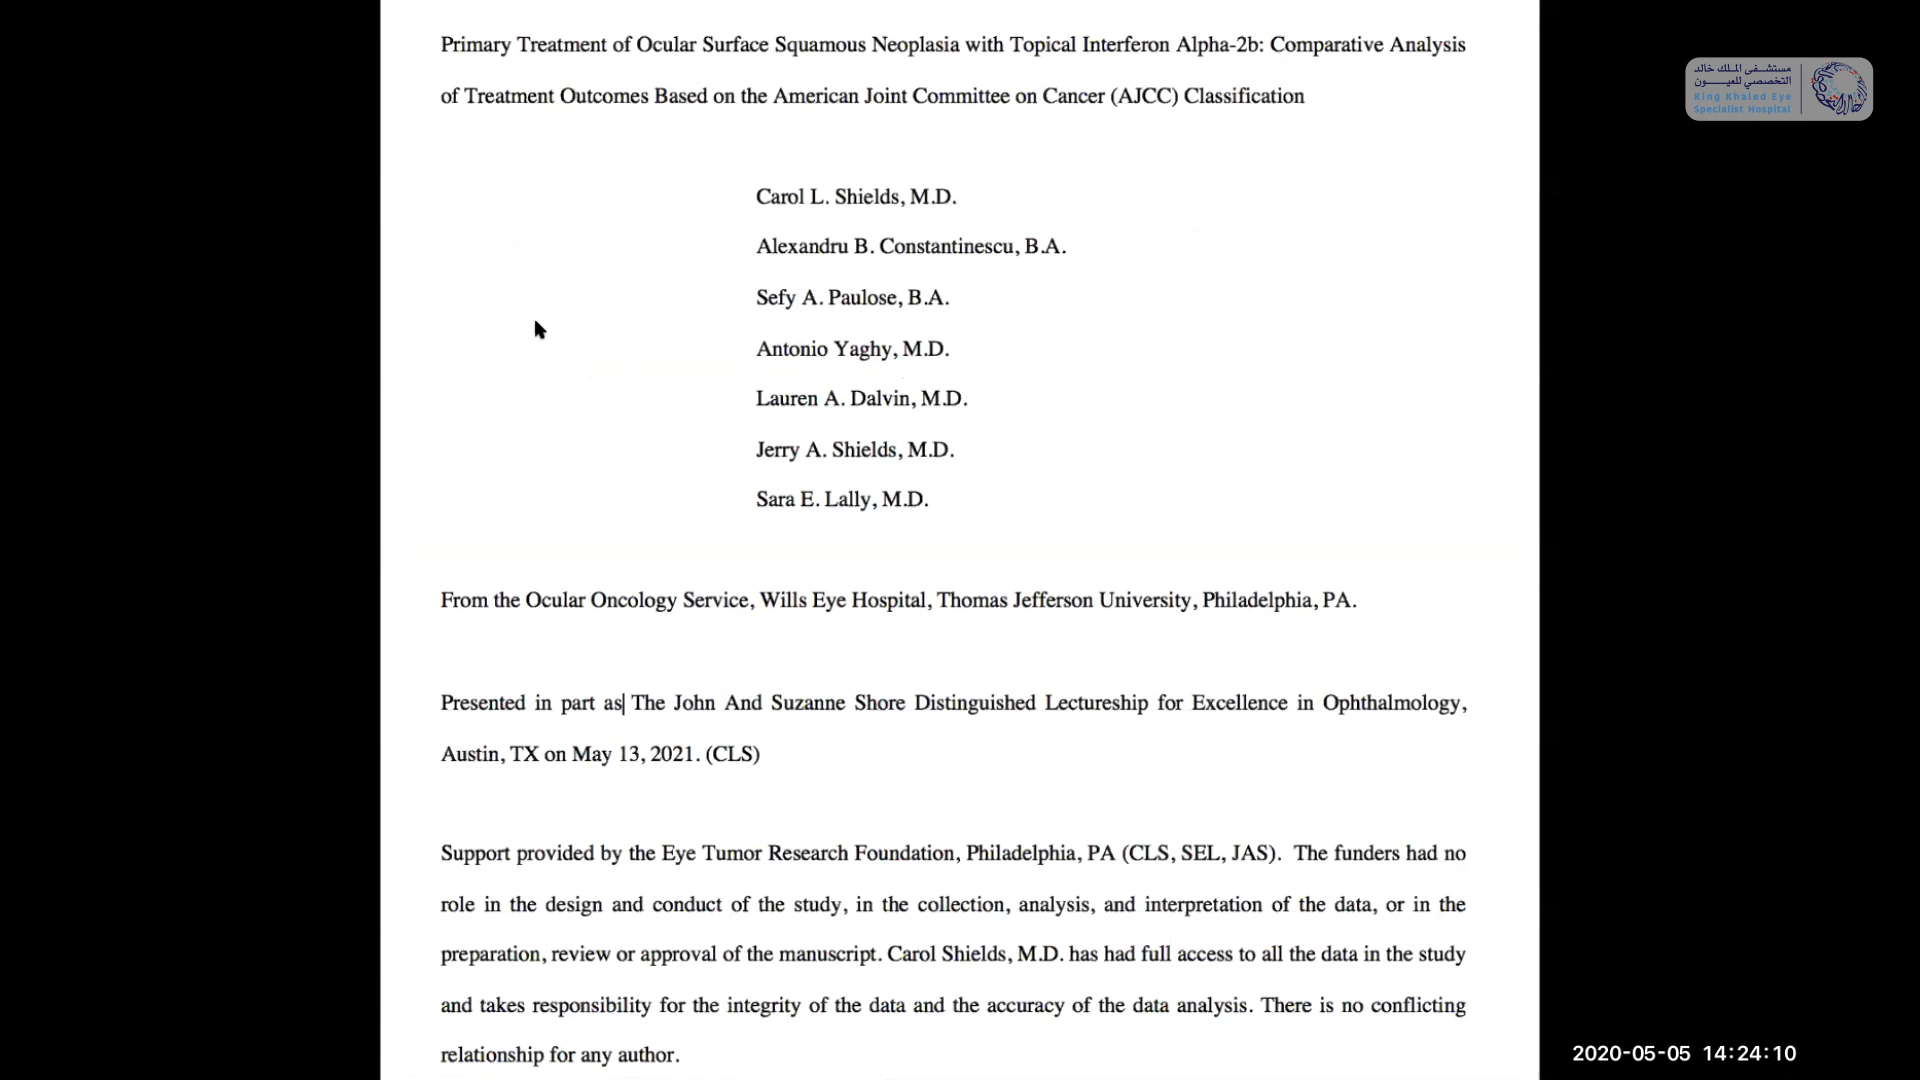 Primary Treatment of Ocular Surface Squamous Neoplasia with Topical Interferon Alpha-2b: Comparative Analysis
of Treatment Outcomes Based on the American Joint Committee on Cancer (AJCC) Classification
مستشفى الملك خالد
التخصصي للعيون
King Khaled Eye
Specialist Hospital
Carol L. Shields, M.D.
Alexandru B. Constantinescu, B.A.
Sefy A. Paulose, B.A.
Antonio Yaghy, M.D.
Lauren A. Dalvin, M.D.
Jerry A. Shields, M.D.
Sara E. Lally, M.D.
From the Ocular Oncology Service, Wills Eye Hospital, Thomas Jefferson University, Philadelphia, PA.
Presented in part as The John And Suzanne Shore Distinguished Lectureship for Excellence in Ophthalmology,
Austin, TX on May 13, 2021. (CLS)
Support provided by the Eye Tumor Research Foundation, Philadelphia, PA (CLS, SEL, JAS). The funders had no
role in the design and conduct of the study, in the collection, analysis, and interpretation of the data, or in the
preparation, review or approval of the manuscript. Carol Shields, M.D. has had full access to all the data in the study
and takes responsibility for the integrity of the data and the accuracy of the data analysis. There is no conflicting
relationship for any author.
2020-05-05 14:24:10